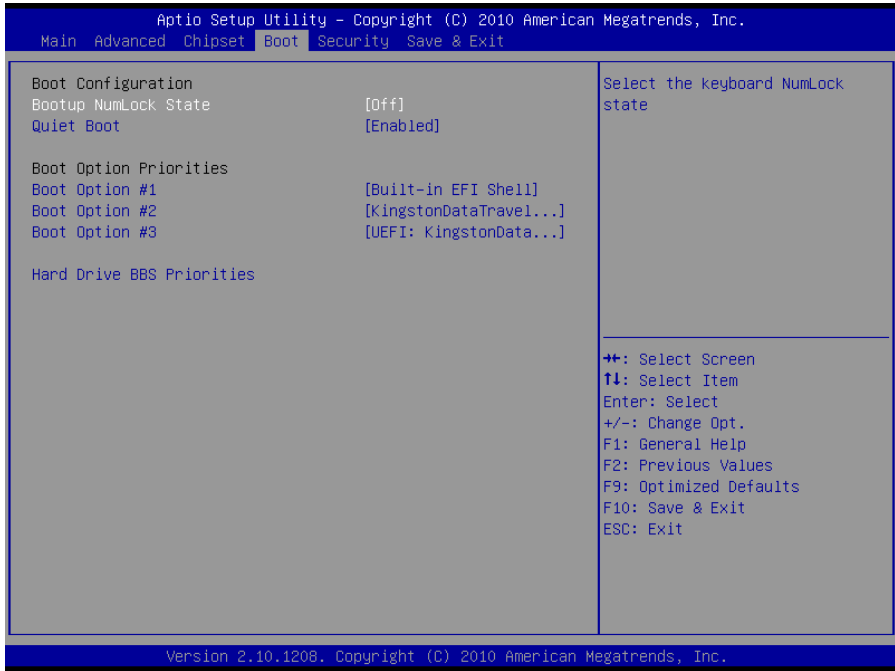 Aptio Setup Utility – Copyright (C) 2010 American Megatrends, Inc.
Main Advanced Chipset Boot Security Save & Exit
Boot Configuration
Bootup NumLock State [Off]
Quiet Boot [Enabled]
Boot Option Priorities
Boot Option #1 [Built-in EFI Shell]
Boot Option #2 [KingstonDataTravel...]
Boot Option #3 [UEFI: KingstonData...]
Hard Drive BBS Priorities
Select the keyboard NumLock
state
→←: Select Screen
↑↓: Select Item
Enter: Select
+/-: Change Opt.
F1: General Help
F2: Previous Values
F9: Optimized Defaults
F10: Save & Exit
ESC: Exit
Version 2.10.1208. Copyright (C) 2010 American Megatrends, Inc.